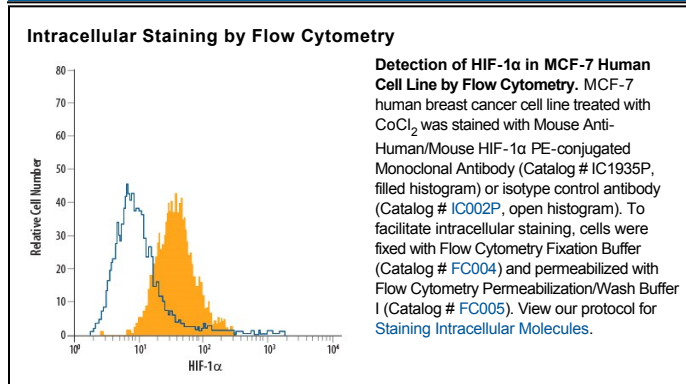 Intracellular Staining by Flow Cytometry
80
70
60
50
40
30
20
10
0
Relative Cell Number
10⁰
10¹
10²
10³
10⁴
HIF-1α
Detection of HIF-1α in MCF-7 Human
Cell Line by Flow Cytometry. MCF-7
human breast cancer cell line treated with
CoCl₂ was stained with Mouse Anti-
Human/Mouse HIF-1α PE-conjugated
Monoclonal Antibody (Catalog # IC1935P,
filled histogram) or isotype control antibody
(Catalog # IC002P, open histogram). To
facilitate intracellular staining, cells were
fixed with Flow Cytometry Fixation Buffer
(Catalog # FC004) and permeabilized with
Flow Cytometry Permeabilization/Wash Buffer
I (Catalog # FC005). View our protocol for
Staining Intracellular Molecules.